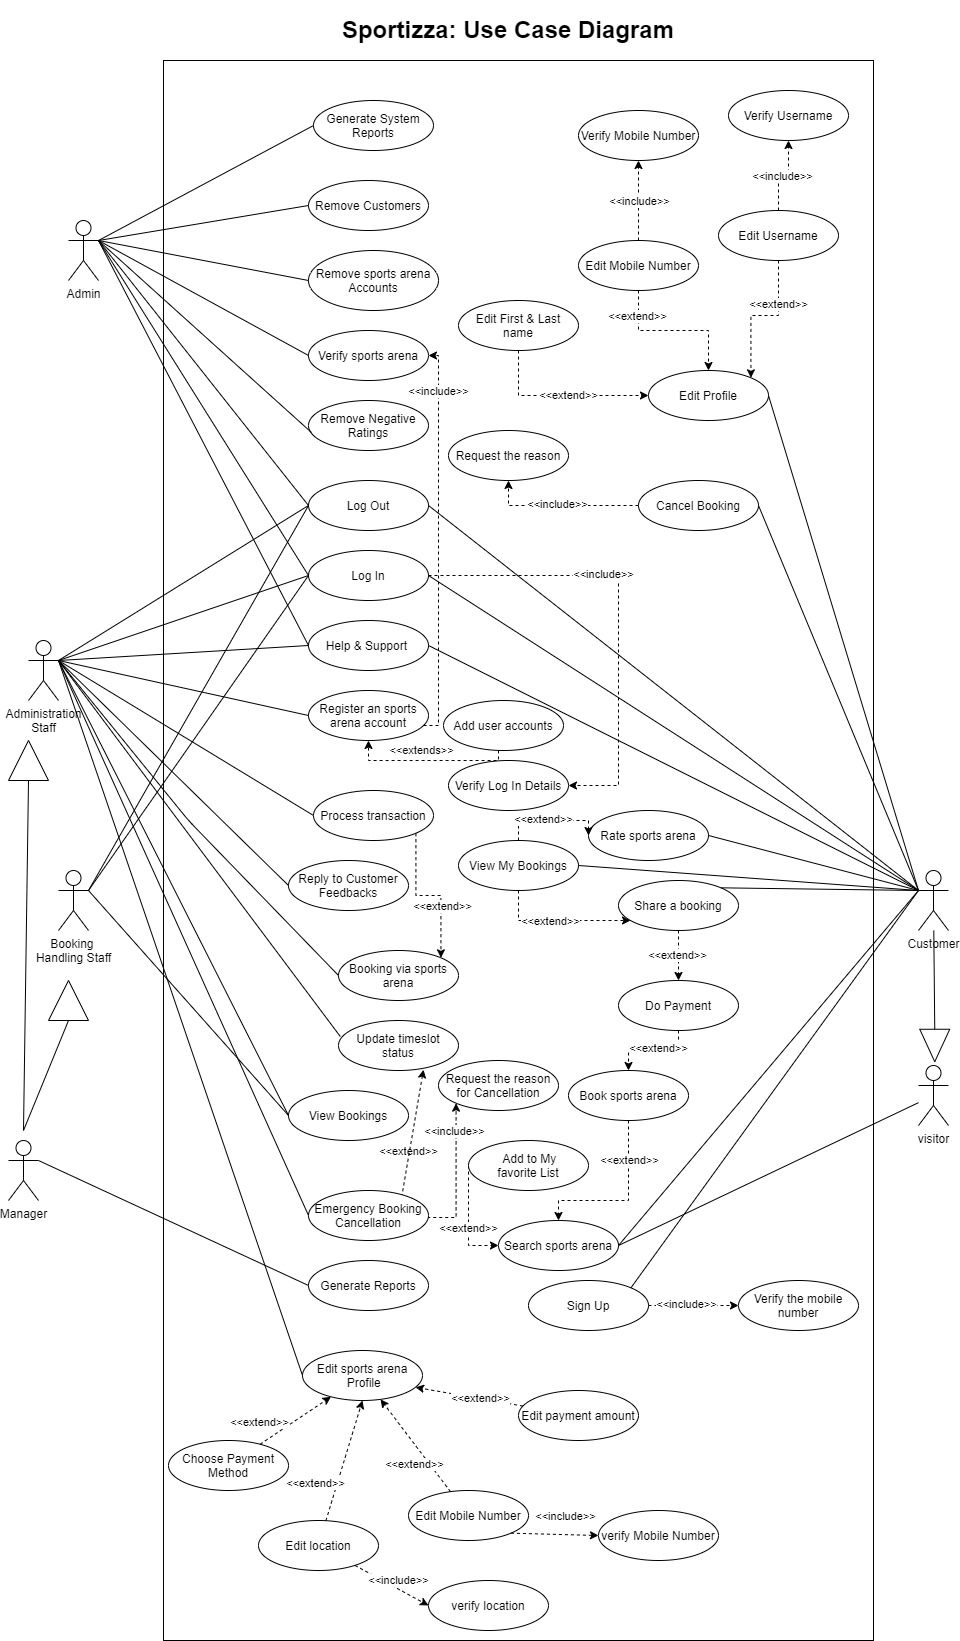 Sportizza: Use Case Diagram
Generate System
Reports
Verify Mobile Number
Verify Username
<<include>>
<<include>>
Remove Customers
Edit Username
Admin
Remove sports arena
Accounts
Edit Mobile Number
<<extend>>
<<extend>>
Edit First & Last
name
Verify sports arena
<<include>>
<<extend>>
Edit Profile
Remove Negative
Ratings
Request the reason
Log Out
<<include>>
Cancel Booking
Log In
<<include>>
Help & Support
Administration
Staff
Register an sports
arena account
Add user accounts
<<extends>>
Verify Log In Details
Process transaction
<<extend>>
Rate sports arena
View My Bookings
Reply to Customer
Feedbacks
<<extend>>
Share a booking
<<extend>>
Booking
Handling Staff
Customer
<<extend>>
Booking via sports
arena
Do Payment
Update timeslot
status
<<extend>>
Request the reason
for Cancellation
Book sports arena
View Bookings
<<include>>
visitor
<<extend>>
Add to My
favorite List
<<extend>>
Manager
Emergency Booking
Cancellation
<<extend>>
Search sports arena
Generate Reports
Sign Up
<<include>>
Verify the mobile
number
Edit sports arena
Profile
<<extend>>
Edit payment amount
<<extend>>
Choose Payment
Method
<<extend>>
<<extend>>
Edit Mobile Number
<<include>>
verify Mobile Number
Edit location
<<include>>
verify location